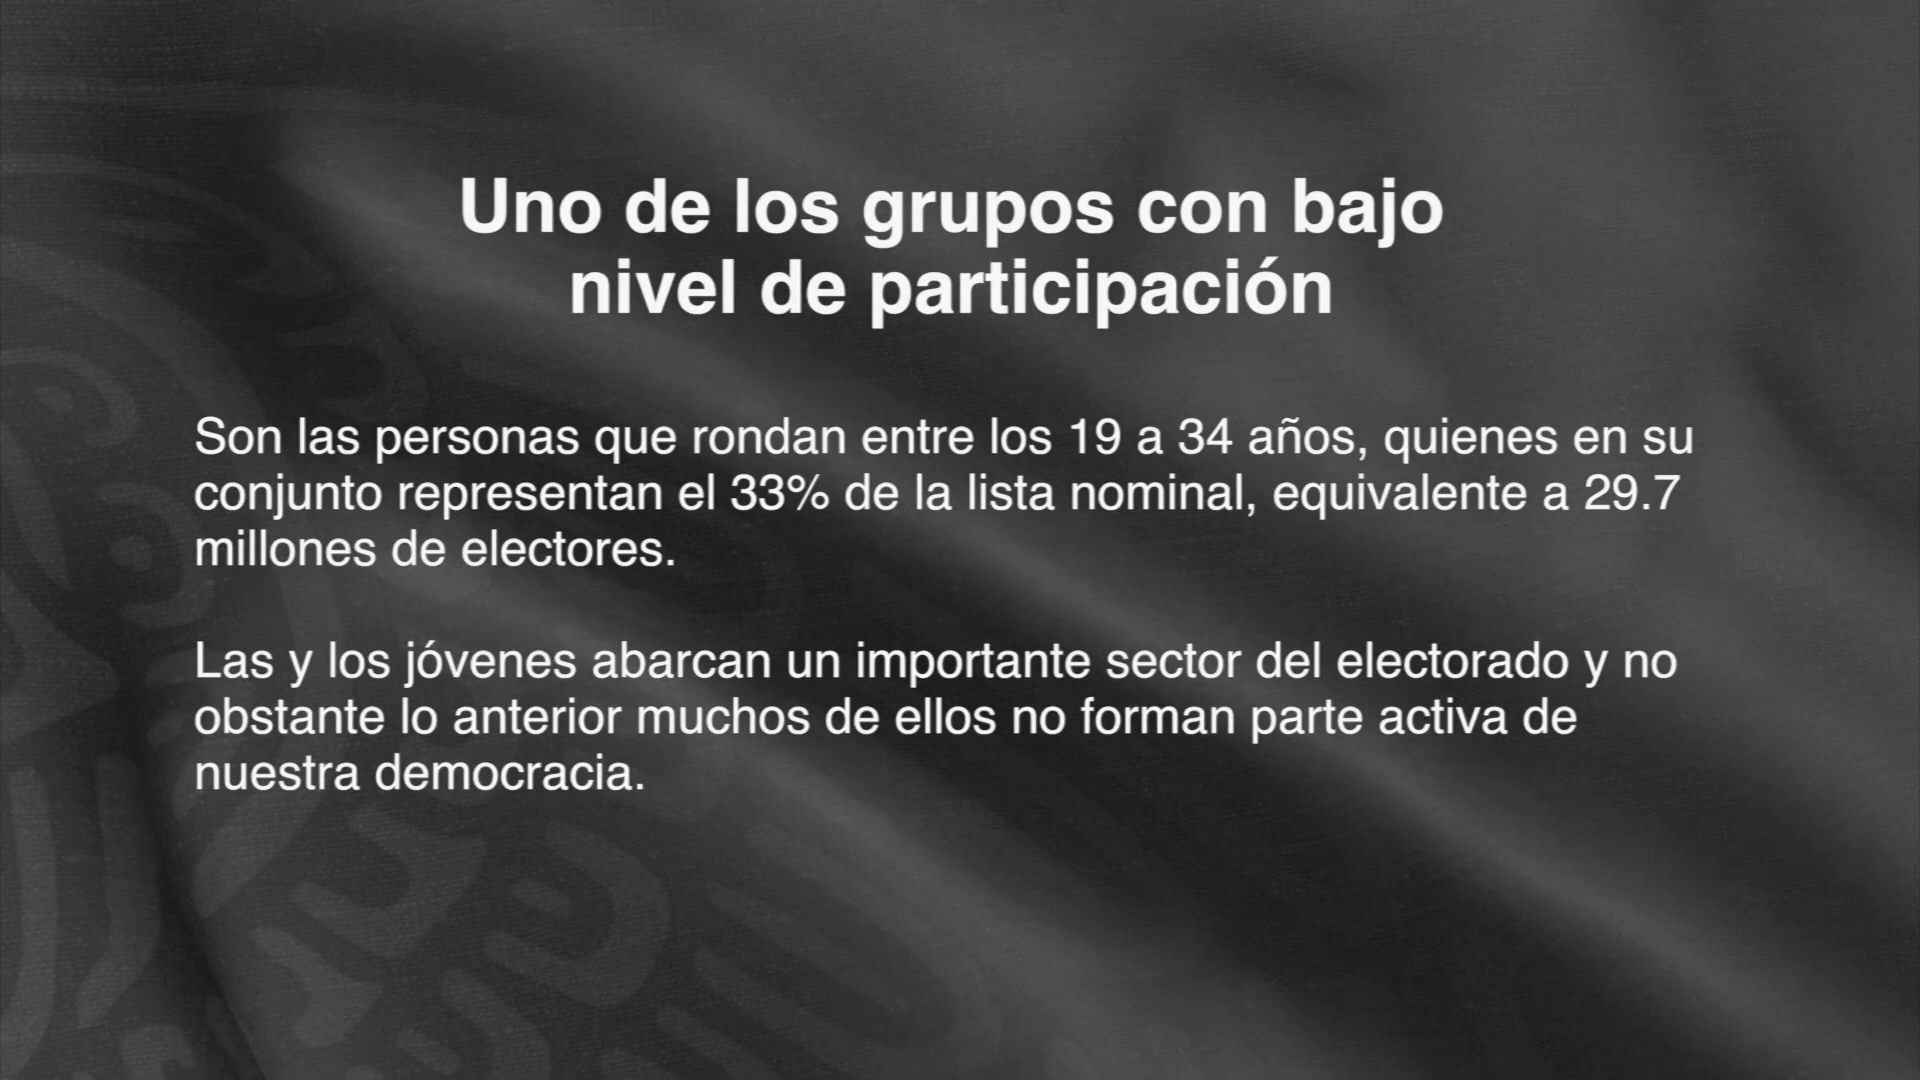 Uno de los grupos con bajo
nivel de participación
Son las personas que rondan entre los 19 a 34 años, quienes en su
conjunto representan el 33% de la lista nominal, equivalente a 29.7
millones de electores.
Las y los jóvenes abarcan un importante sector del electorado y no
obstante lo anterior muchos de ellos no forman parte activa de
nuestra democracia.